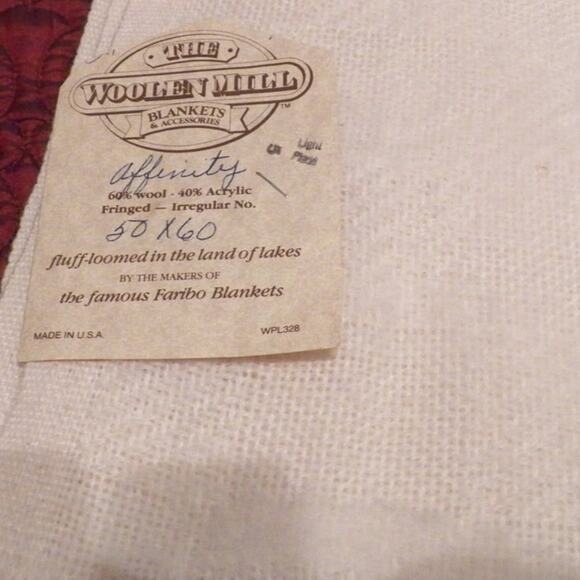 · THE ·
WOOLEN MILL
TM
BLANKETS
& ACCESSORIES
Light
affinity
60% wool - 40% Acrylic
Fringed — Irregular No.
50 X 60
fluff-loomed in the land of lakes
BY THE MAKERS OF
the famous Faribo Blankets
MADE IN U.S.A.
WPL328